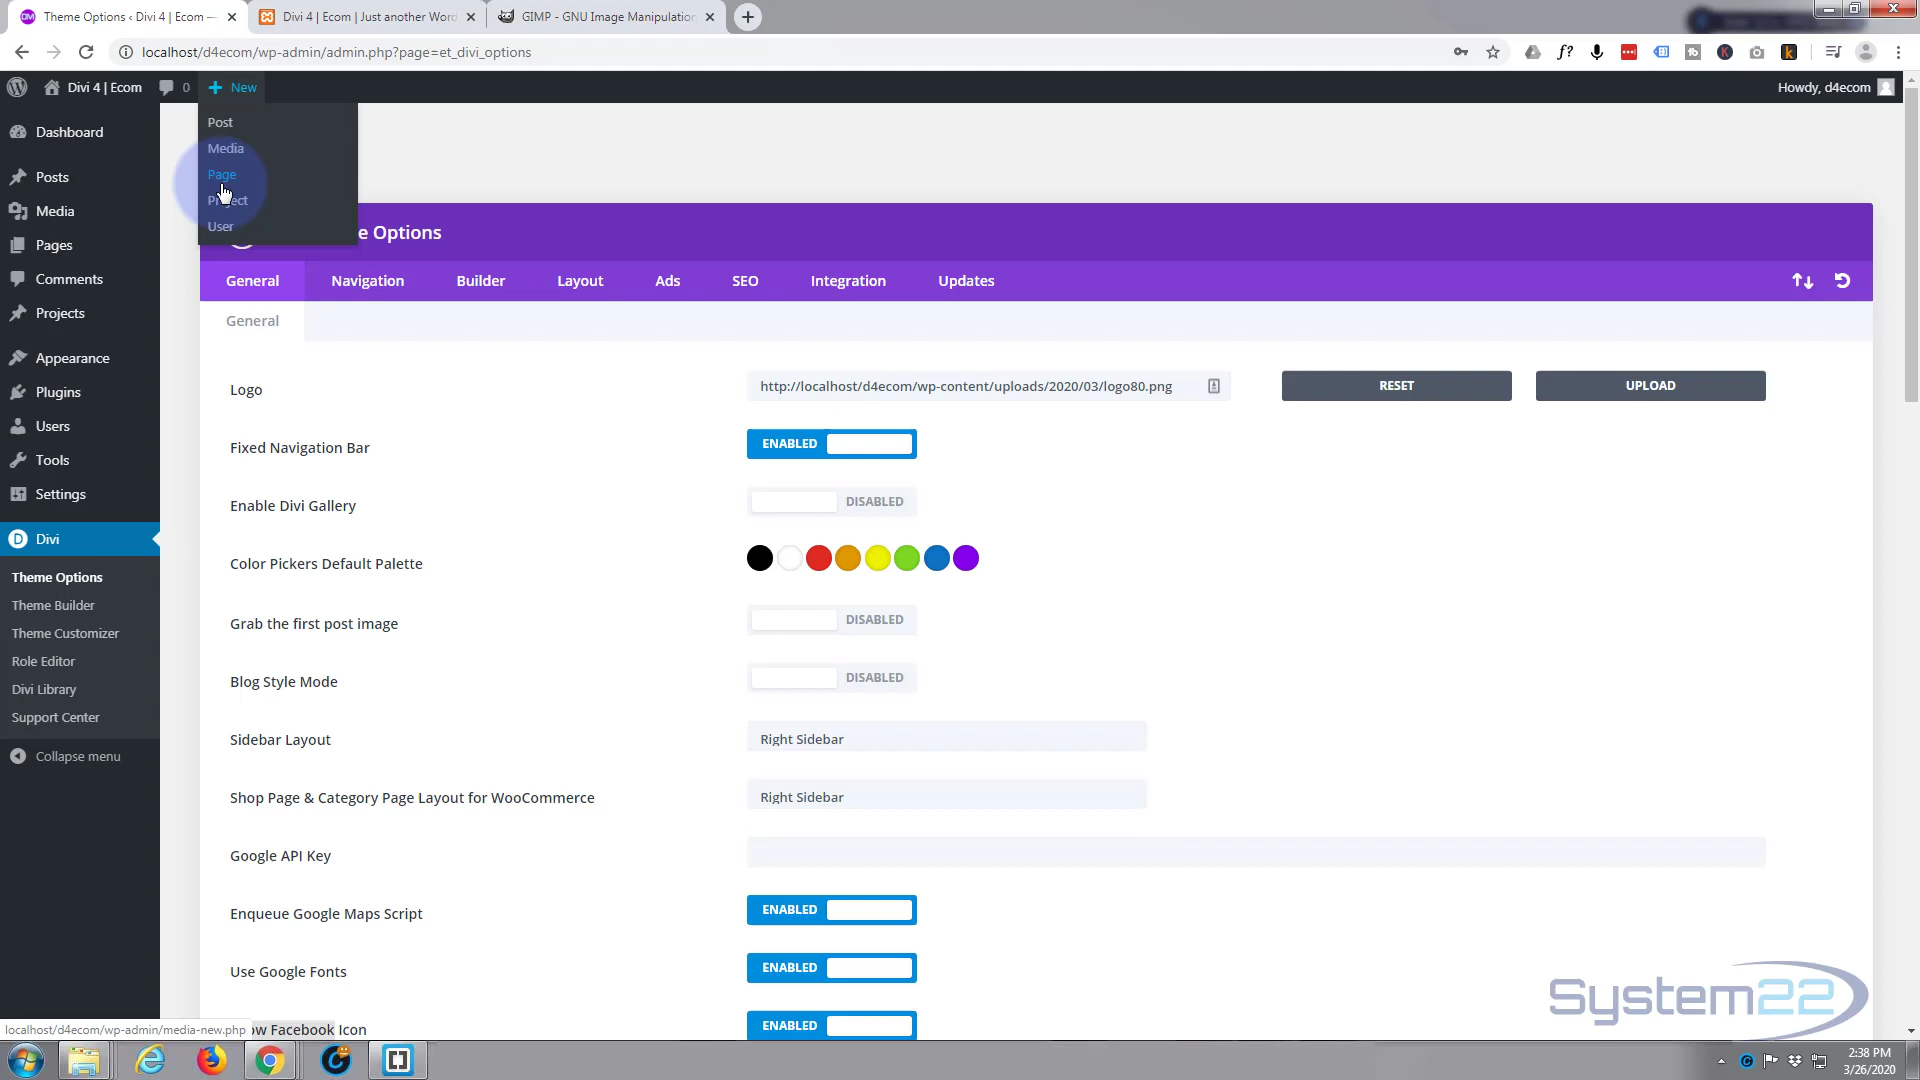 Theme Options ‹ Divi 4 | Ecom —
Divi 4 | Ecom | Just another Word
GIMP - GNU Image Manipulation
localhost/d4ecom/wp-admin/admin.php?page=et_divi_options
Divi 4 | Ecom
0
New
Howdy, d4ecom
Post
Media
Page
Project
User
Dashboard
Posts
Media
Pages
Comments
Projects
Appearance
Plugins
Users
Tools
Settings
Divi
Theme Options
Theme Builder
Theme Customizer
Role Editor
Divi Library
Support Center
Collapse menu
e Options
General
Navigation
Builder
Layout
Ads
SEO
Integration
Updates
General
Logo
http://localhost/d4ecom/wp-content/uploads/2020/03/logo80.png
RESET
UPLOAD
Fixed Navigation Bar
ENABLED
Enable Divi Gallery
DISABLED
Color Pickers Default Palette
Grab the first post image
DISABLED
Blog Style Mode
DISABLED
Sidebar Layout
Right Sidebar
Shop Page & Category Page Layout for WooCommerce
Right Sidebar
Google API Key
Enqueue Google Maps Script
ENABLED
Use Google Fonts
ENABLED
ow Facebook Icon
ENABLED
localhost/d4ecom/wp-admin/media-new.php
System22
2:38 PM
3/26/2020